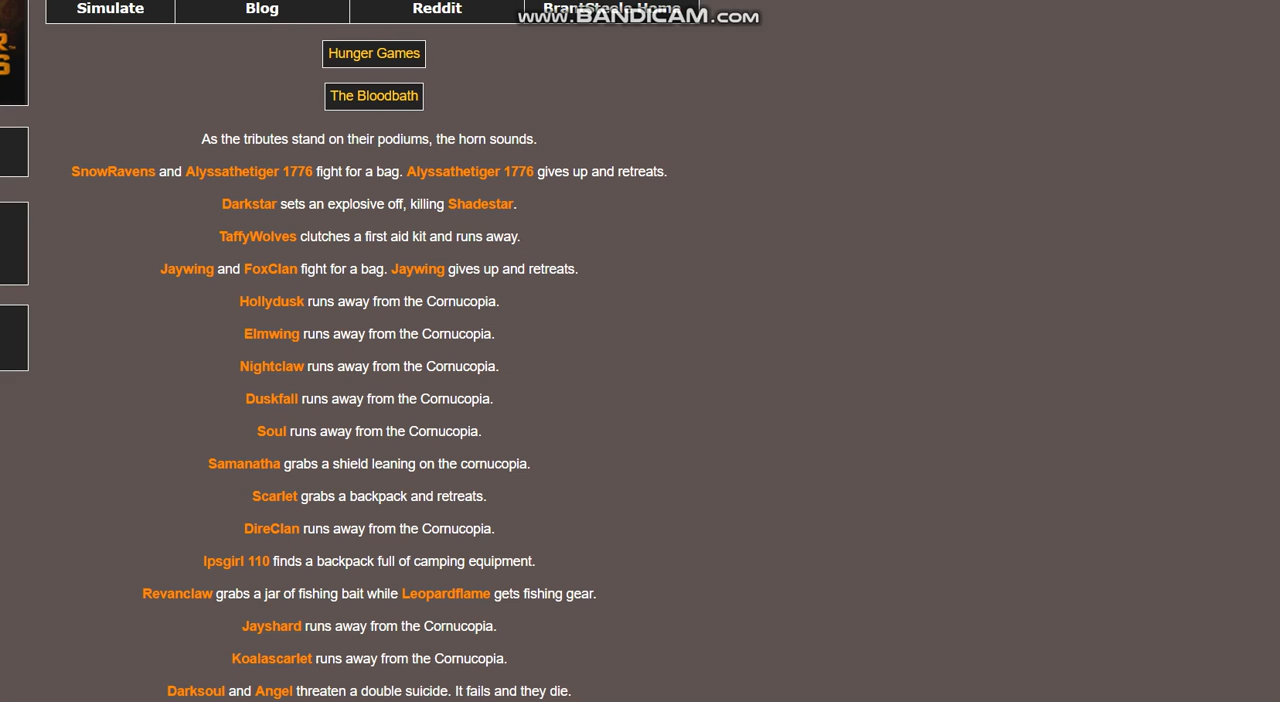 Simulate Blog Reddit BrantSteele Home
www.BANDICAM.com
Hunger Games
The Bloodbath
As the tributes stand on their podiums, the horn sounds.
SnowRavens and Alyssathetiger 1776 fight for a bag. Alyssathetiger 1776 gives up and retreats.
Darkstar sets an explosive off, killing Shadestar.
TaffyWolves clutches a first aid kit and runs away.
Jaywing and FoxClan fight for a bag. Jaywing gives up and retreats.
Hollydusk runs away from the Cornucopia.
Elmwing runs away from the Cornucopia.
Nightclaw runs away from the Cornucopia.
Duskfall runs away from the Cornucopia.
Soul runs away from the Cornucopia.
Samanatha grabs a shield leaning on the cornucopia.
Scarlet grabs a backpack and retreats.
DireClan runs away from the Cornucopia.
Ipsgirl 110 finds a backpack full of camping equipment.
Revanclaw grabs a jar of fishing bait while Leopardflame gets fishing gear.
Jayshard runs away from the Cornucopia.
Koalascarlet runs away from the Cornucopia.
Darksoul and Angel threaten a double suicide. It fails and they die.